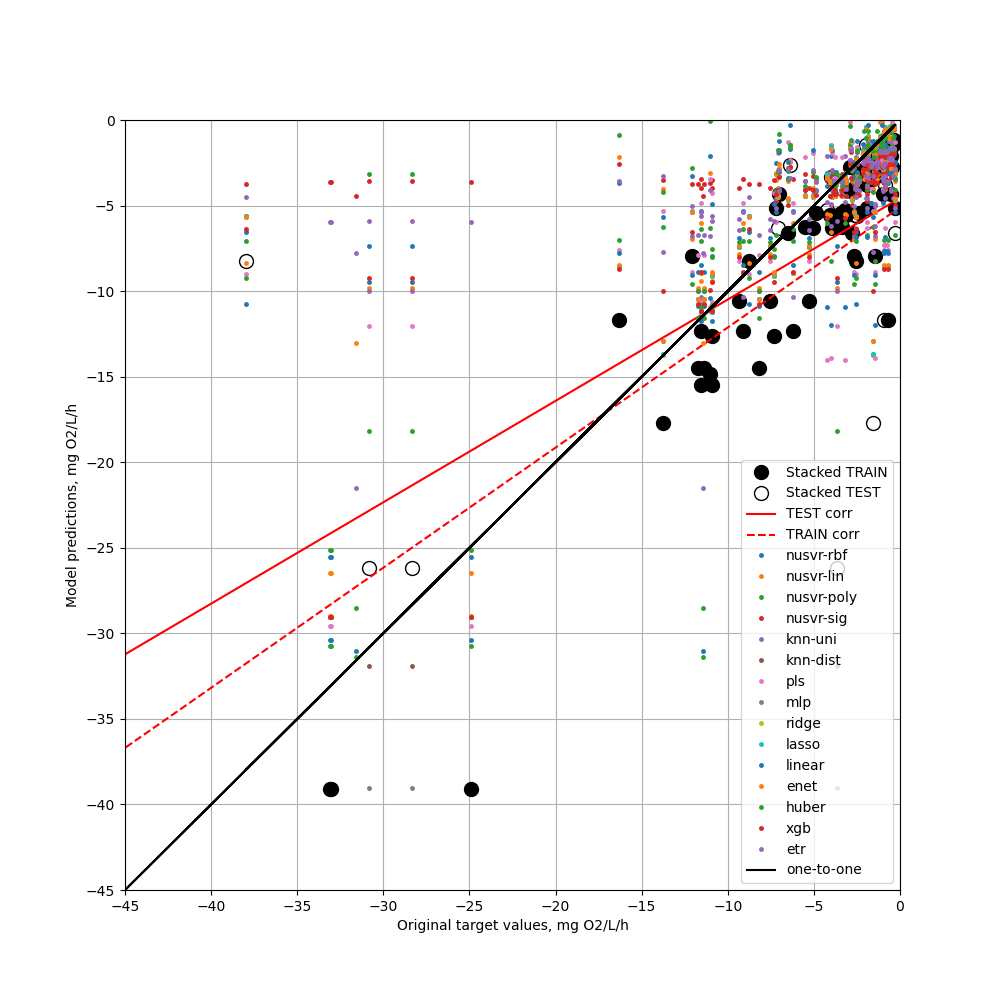 0
−5
−10
−15
−20
−25
−30
−35
−40
−45
Model predictions, mg O2/L/h
−45 −40 −35 −30 −25 −20 −15 −10 −5 0
Original target values, mg O2/L/h
Stacked TRAIN
Stacked TEST
TEST corr
TRAIN corr
nusvr-rbf
nusvr-lin
nusvr-poly
nusvr-sig
knn-uni
knn-dist
pls
mlp
ridge
lasso
linear
enet
huber
xgb
etr
one-to-one